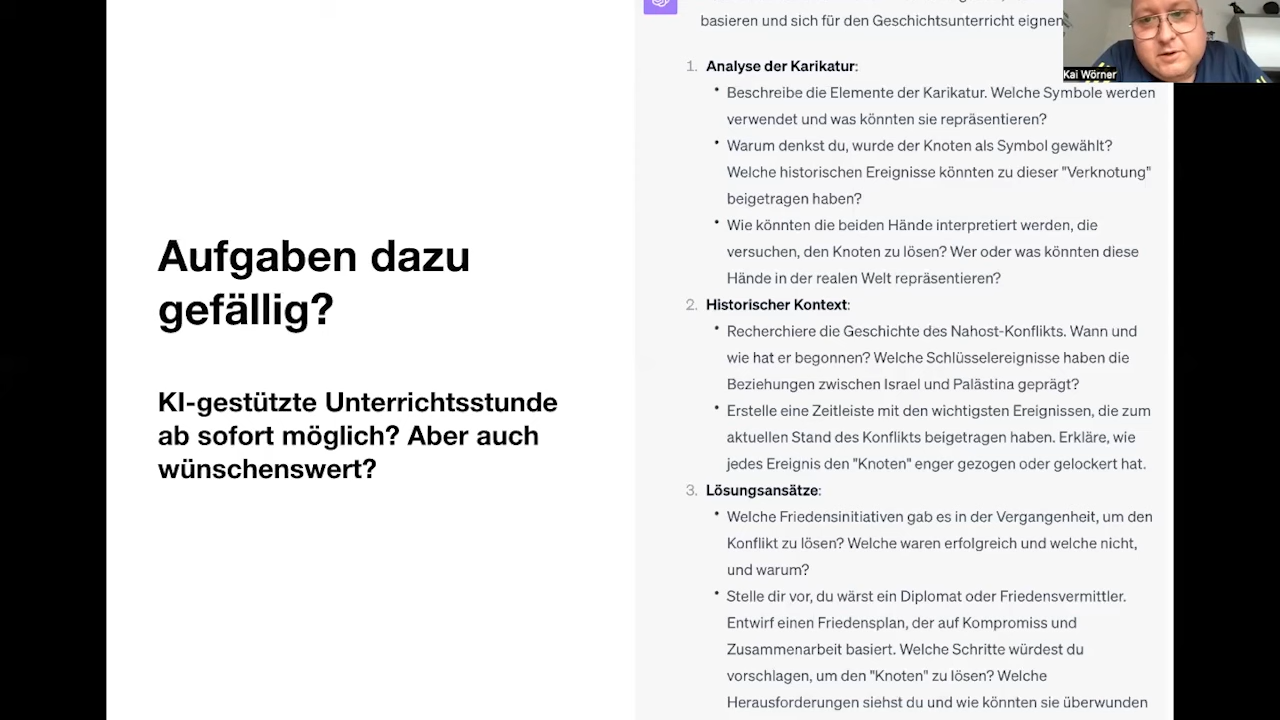 Aufgaben dazu
gefällig?
KI-gestützte Unterrichtsstunde
ab sofort möglich? Aber auch
wünschenswert?
basieren und sich für den Geschichtsunterricht eignen
Kai Wörner
1. Analyse der Karikatur:
• Beschreibe die Elemente der Karikatur. Welche Symbole werden
verwendet und was könnten sie repräsentieren?
• Warum denkst du, wurde der Knoten als Symbol gewählt?
Welche historischen Ereignisse könnten zu dieser "Verknotung"
beigetragen haben?
• Wie könnten die beiden Hände interpretiert werden, die
versuchen, den Knoten zu lösen? Wer oder was könnten diese
Hände in der realen Welt repräsentieren?
2. Historischer Kontext:
• Recherchiere die Geschichte des Nahost-Konflikts. Wann und
wie hat er begonnen? Welche Schlüsselereignisse haben die
Beziehungen zwischen Israel und Palästina geprägt?
• Erstelle eine Zeitleiste mit den wichtigsten Ereignissen, die zum
aktuellen Stand des Konflikts beigetragen haben. Erkläre, wie
jedes Ereignis den "Knoten" enger gezogen oder gelockert hat.
3. Lösungsansätze:
• Welche Friedensinitiativen gab es in der Vergangenheit, um den
Konflikt zu lösen? Welche waren erfolgreich und welche nicht,
und warum?
• Stelle dir vor, du wärst ein Diplomat oder Friedensvermittler.
Entwirf einen Friedensplan, der auf Kompromiss und
Zusammenarbeit basiert. Welche Schritte würdest du
vorschlagen, um den "Knoten" zu lösen? Welche
Herausforderungen siehst du und wie könnten sie überwunden